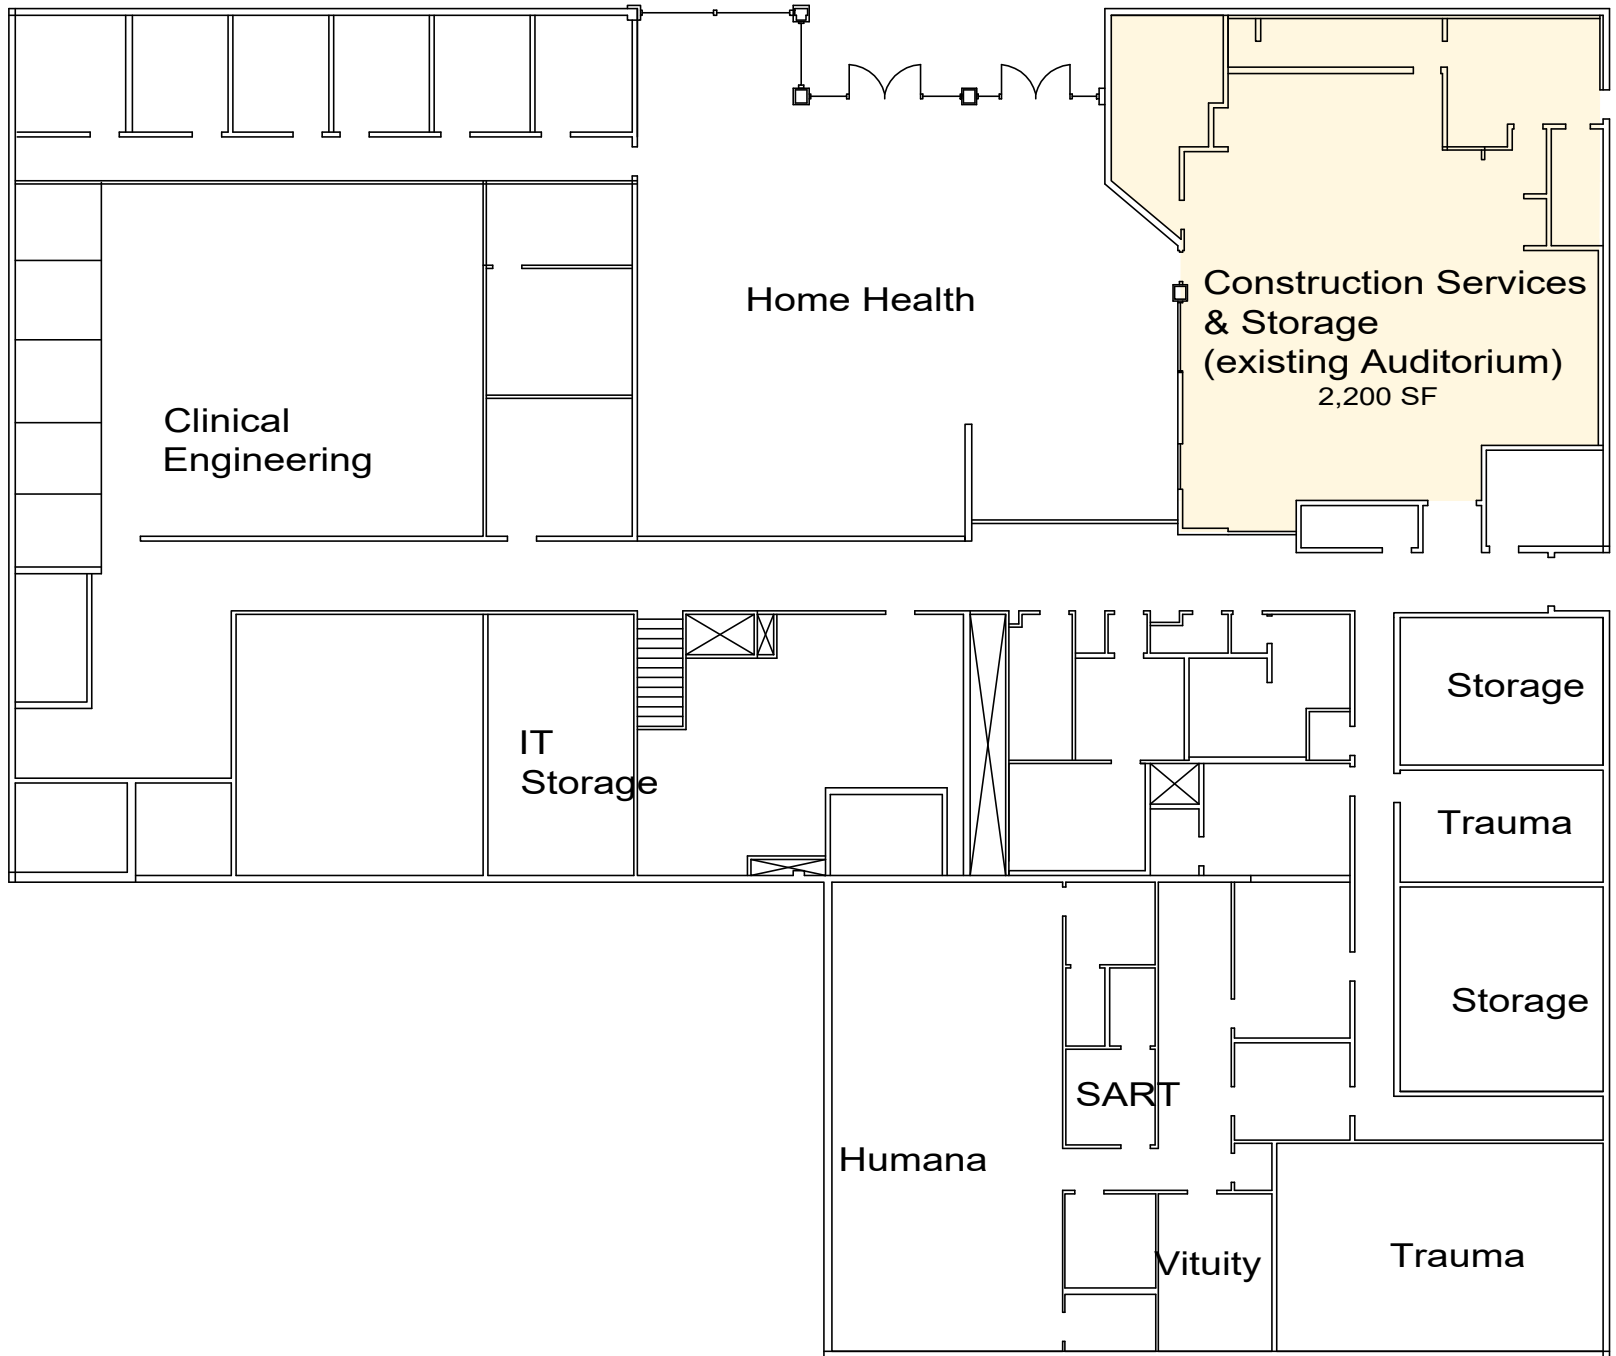 Home Health
Construction Services
& Storage
(existing Auditorium)
2,200 SF
Clinical
Engineering
IT
Storage
Storage
Trauma
Storage
SART
Humana
Vituity
Trauma